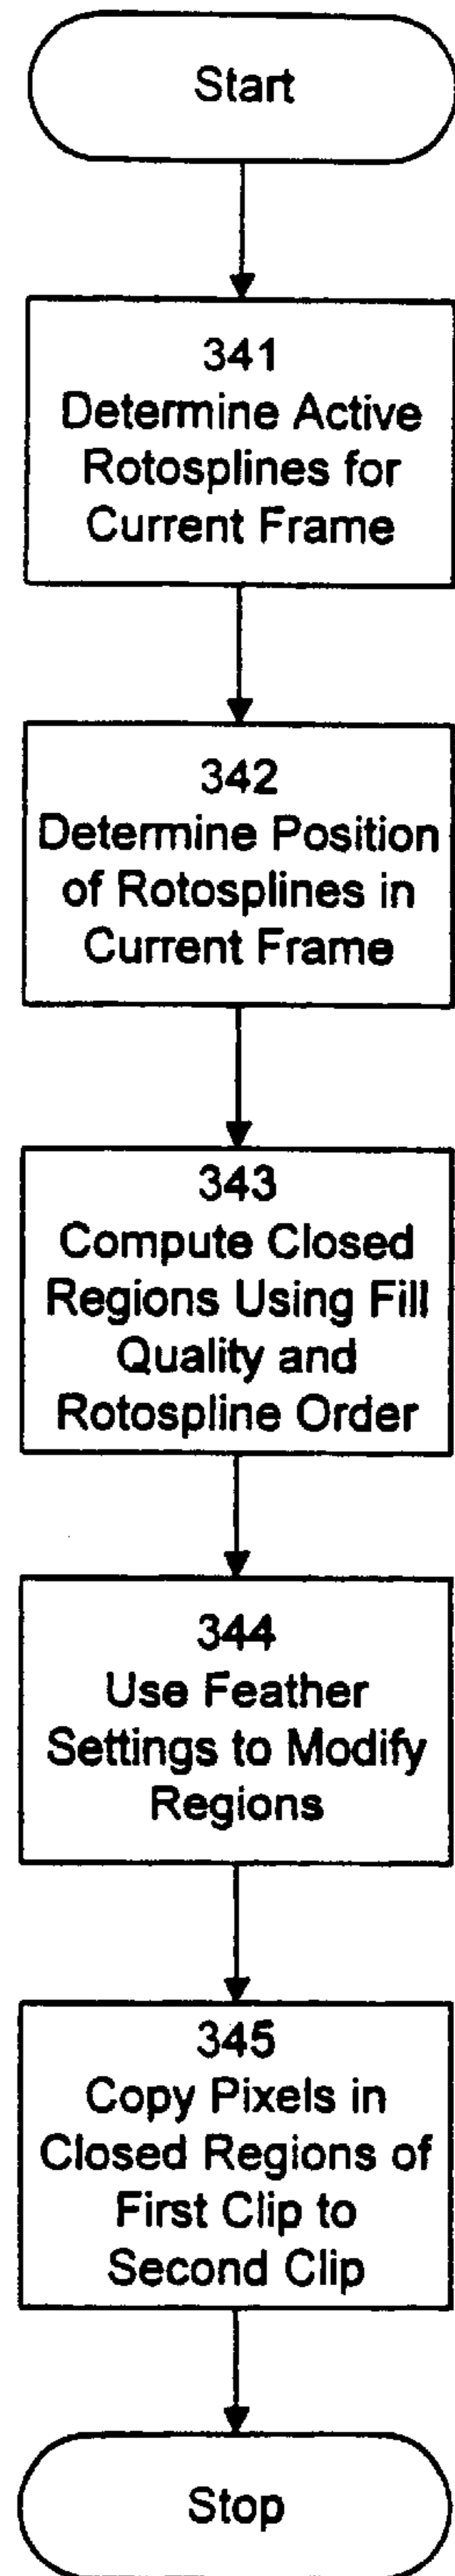 Start
341
Determine Active
Rotosplines for
Current Frame
342
Determine Position
of Rotosplines in
Current Frame
343
Compute Closed
Regions Using Fill
Quality and
Rotospline Order
344
Use Feather
Settings to Modify
Regions
345
Copy Pixels in
Closed Regions of
First Clip to
Second Clip
Stop